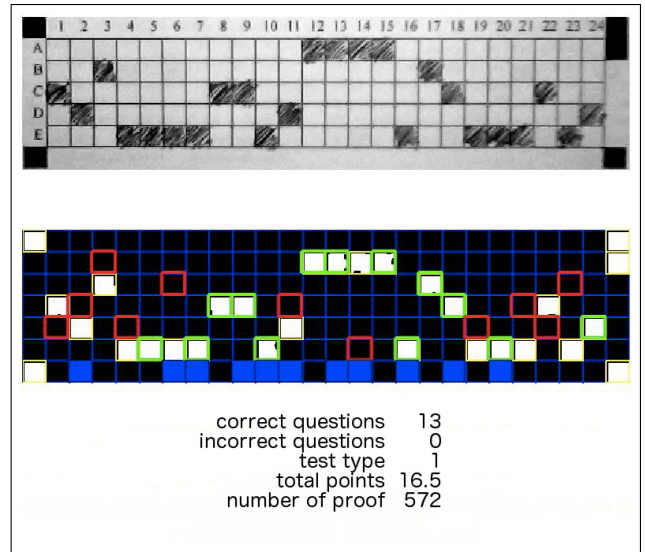 1 2 3 4 5 6 7 8 9 10 11 12 13 14 15 16 17 18 19 20 21 22 23 24
A
B
C
D
E
correct questions 13
incorrect questions 0
test type 1
total points 16.5
number of proof 572